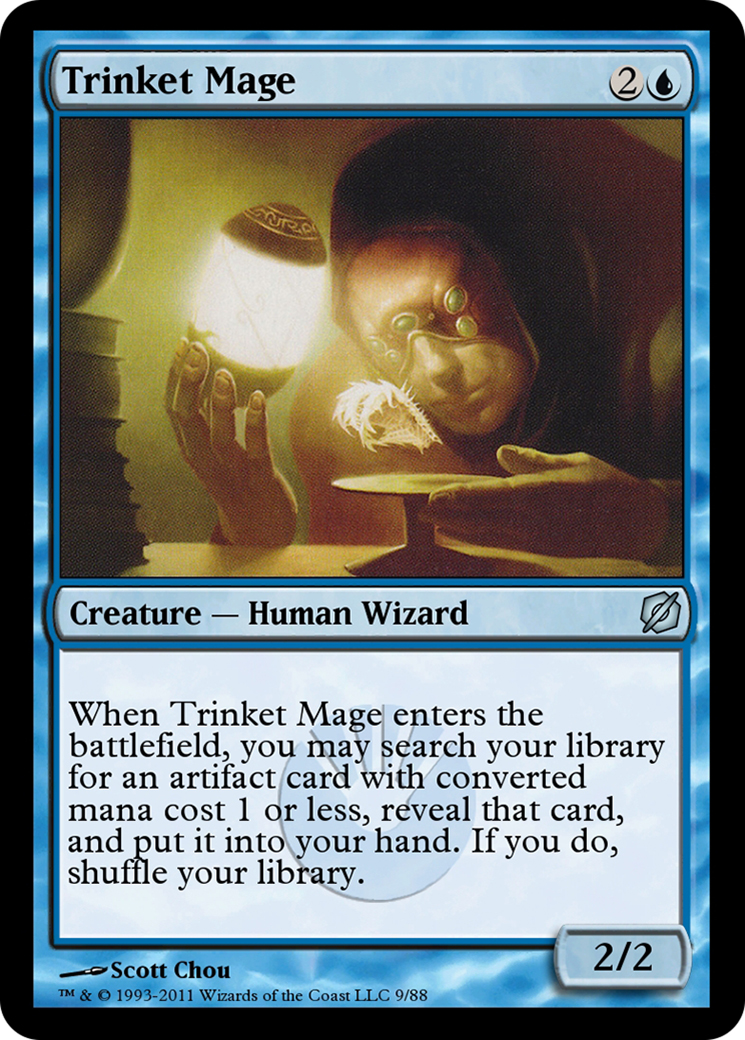 Trinket Mage 2
Creature — Human Wizard
When Trinket Mage enters the
battlefield, you may search your library
for an artifact card with converted
mana cost 1 or less, reveal that card,
and put it into your hand. If you do,
shuffle your library.
2/2
Scott Chou
™ & © 1993-2011 Wizards of the Coast LLC 9/88